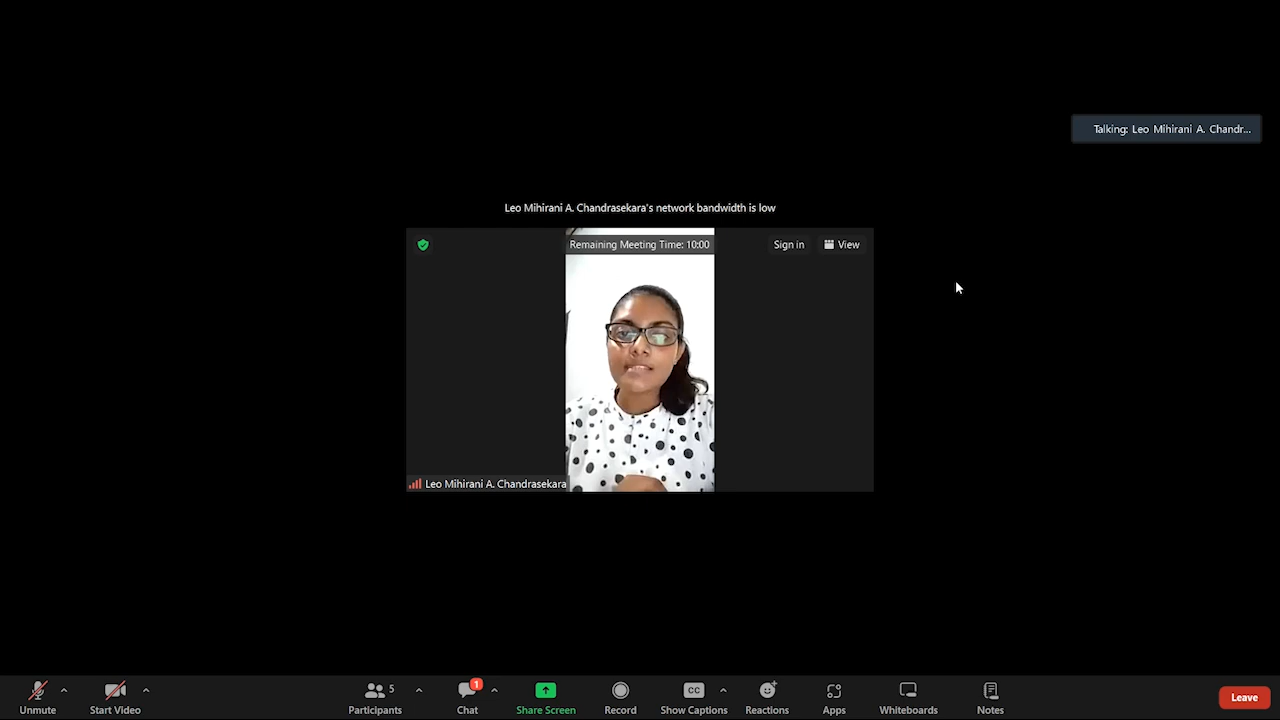 Talking: Leo Mihirani A. Chandr...
Leo Mihirani A. Chandrasekara's network bandwidth is low
Remaining Meeting Time: 10:00
Sign in
View
Leo Mihirani A. Chandrasekara
Unmute
Start Video
5
Participants
1
Chat
Share Screen
Record
CC
Show Captions
Reactions
Apps
Whiteboards
Notes
Leave